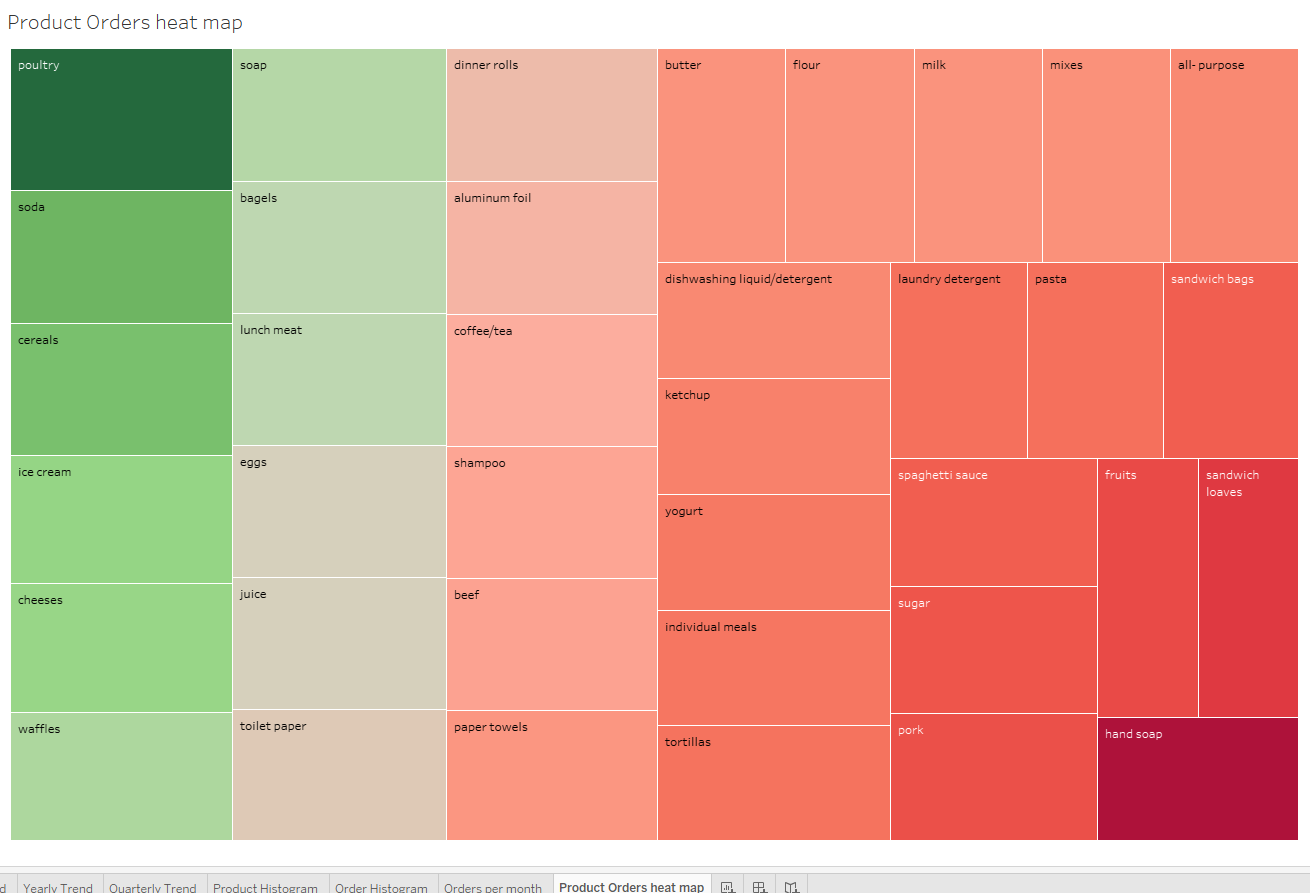 Product Orders heat map
poultry
soda
cereals
ice cream
cheeses
waffles
soap
bagels
lunch meat
eggs
juice
toilet paper
dinner rolls
aluminum foil
coffee/tea
shampoo
beef
paper towels
butter
flour
milk
mixes
all- purpose
dishwashing liquid/detergent
ketchup
yogurt
individual meals
tortillas
laundry detergent
pasta
sandwich bags
spaghetti sauce
sugar
pork
fruits
sandwich
loaves
hand soap
d Yearly Trend Quarterly Trend Product Histogram Order Histogram Orders per month Product Orders heat map